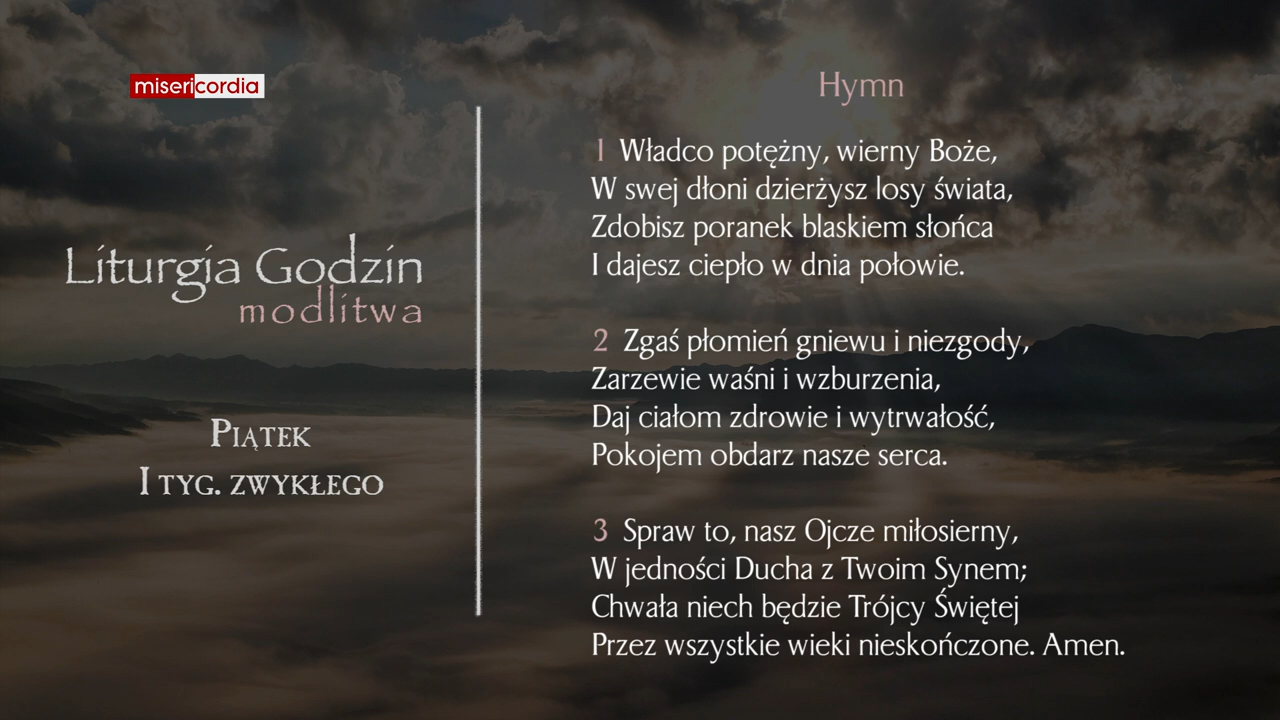 misericordia
Liturgia Godzin
modlitwa
Piątek
I tyg. zwykłego
Hymn
1 Władco potężny, wierny Boże,
W swej dłoni dzierżysz losy świata,
Zdobisz poranek blaskiem słońca
I dajesz ciepło w dnia połowie.
2 Zgaś płomień gniewu i niezgody,
Zarzewie waśni i wzburzenia,
Daj ciałom zdrowie i wytrwałość,
Pokojem obdarz nasze serca.
3 Spraw to, nasz Ojcze miłosierny,
W jedności Ducha z Twoim Synem;
Chwała niech będzie Trójcy Świętej
Przez wszystkie wieki nieskończone. Amen.